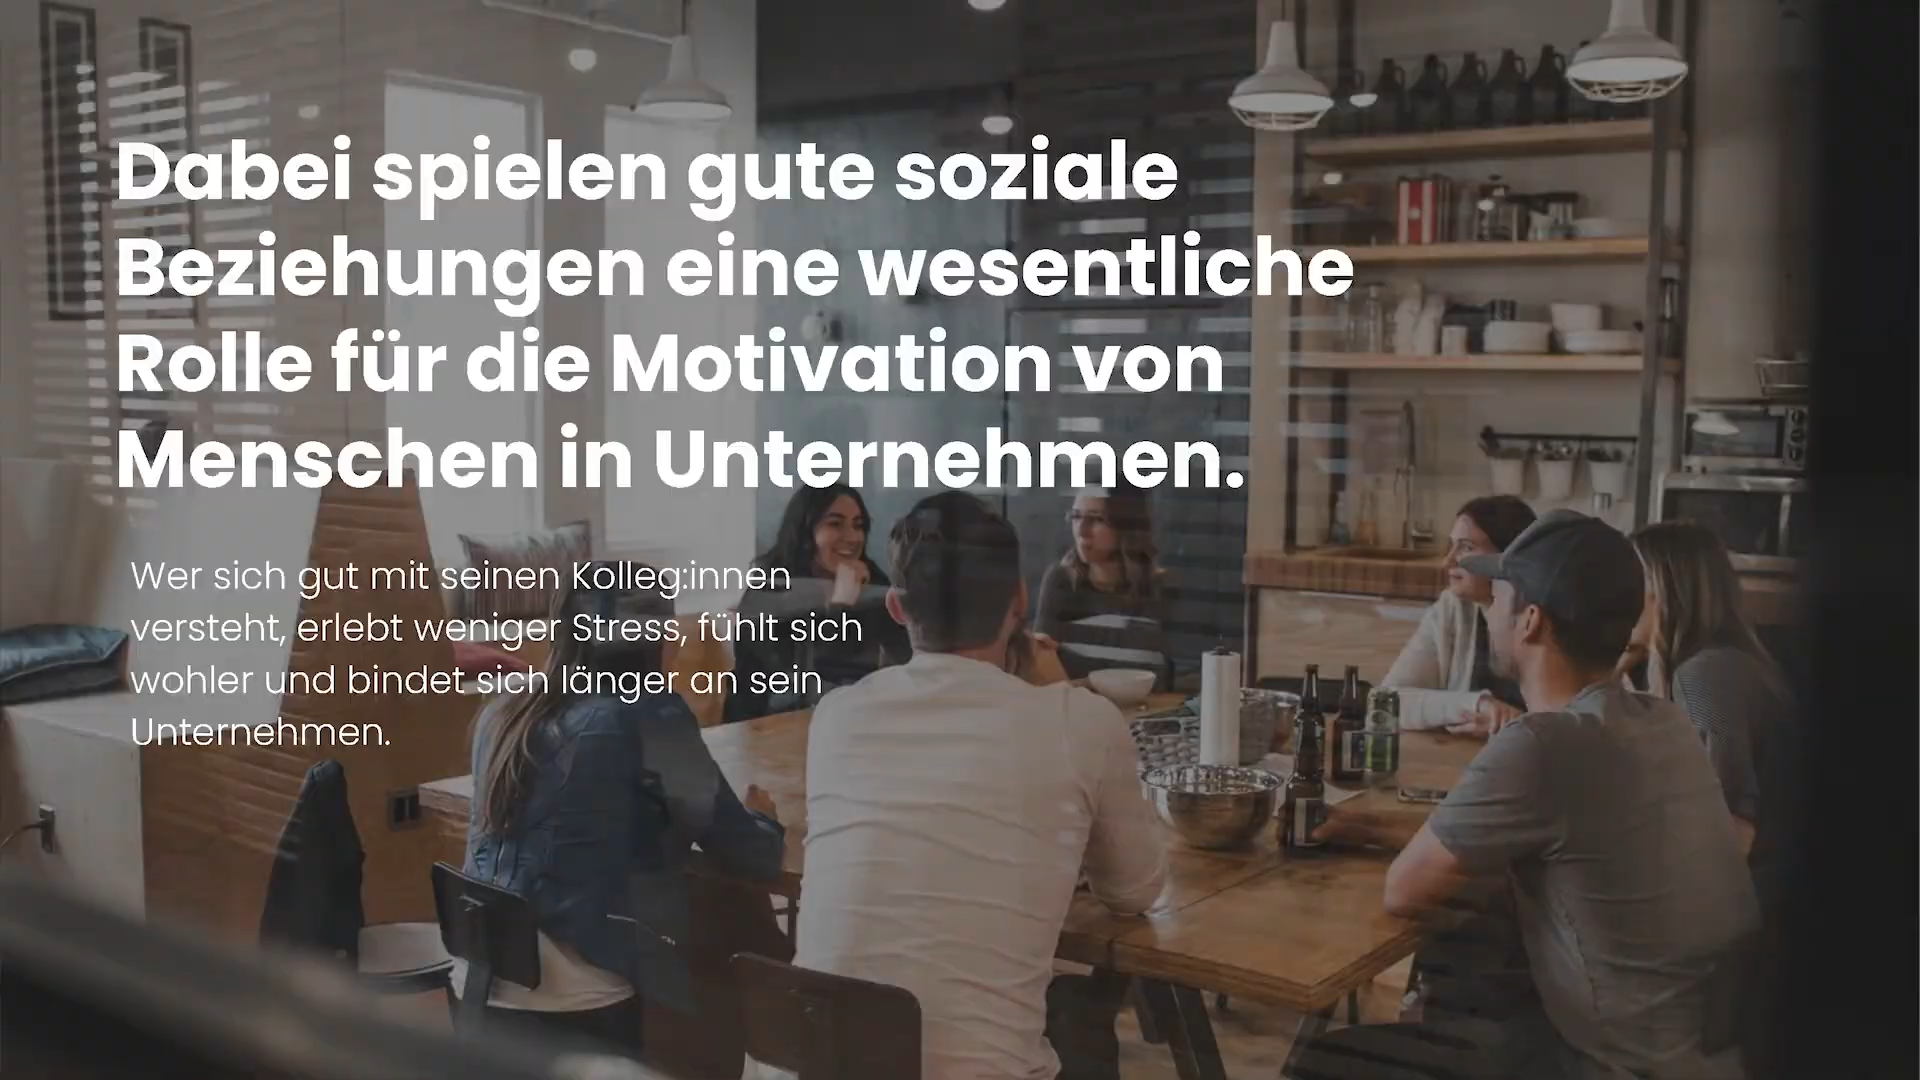 Dabei spielen gute soziale
Beziehungen eine wesentliche
Rolle für die Motivation von
Menschen in Unternehmen.
Wer sich gut mit seinen Kolleg:innen
versteht, erlebt weniger Stress, fühlt sich
wohler und bindet sich länger an sein
Unternehmen.